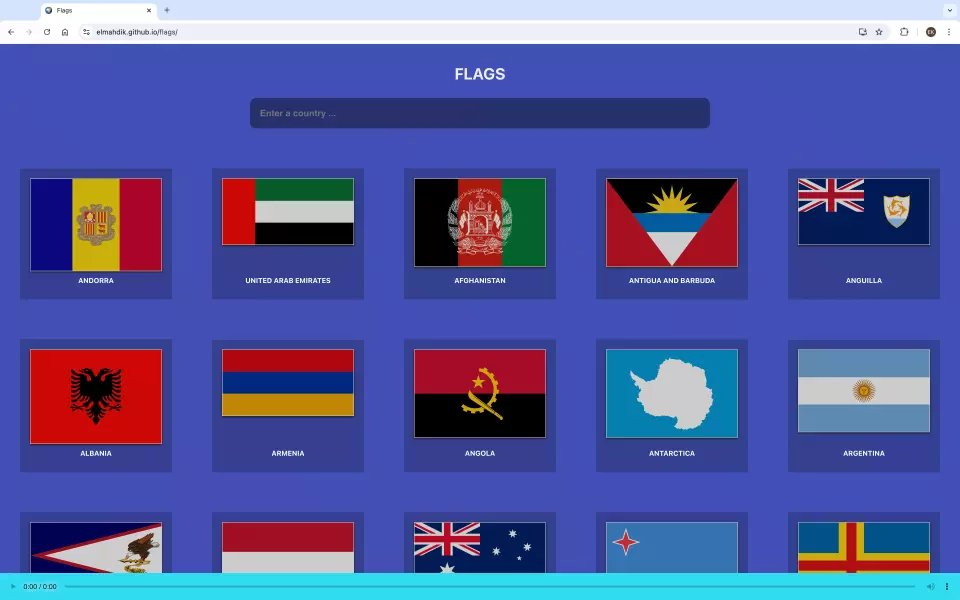 Flags
elmahdik.github.io/flags/
EK
FLAGS
Enter a country ...
ANDORRA
UNITED ARAB EMIRATES
AFGHANISTAN
ANTIGUA AND BARBUDA
ANGUILLA
ALBANIA
ARMENIA
ANGOLA
ANTARCTICA
ARGENTINA
0:00 / 0:00